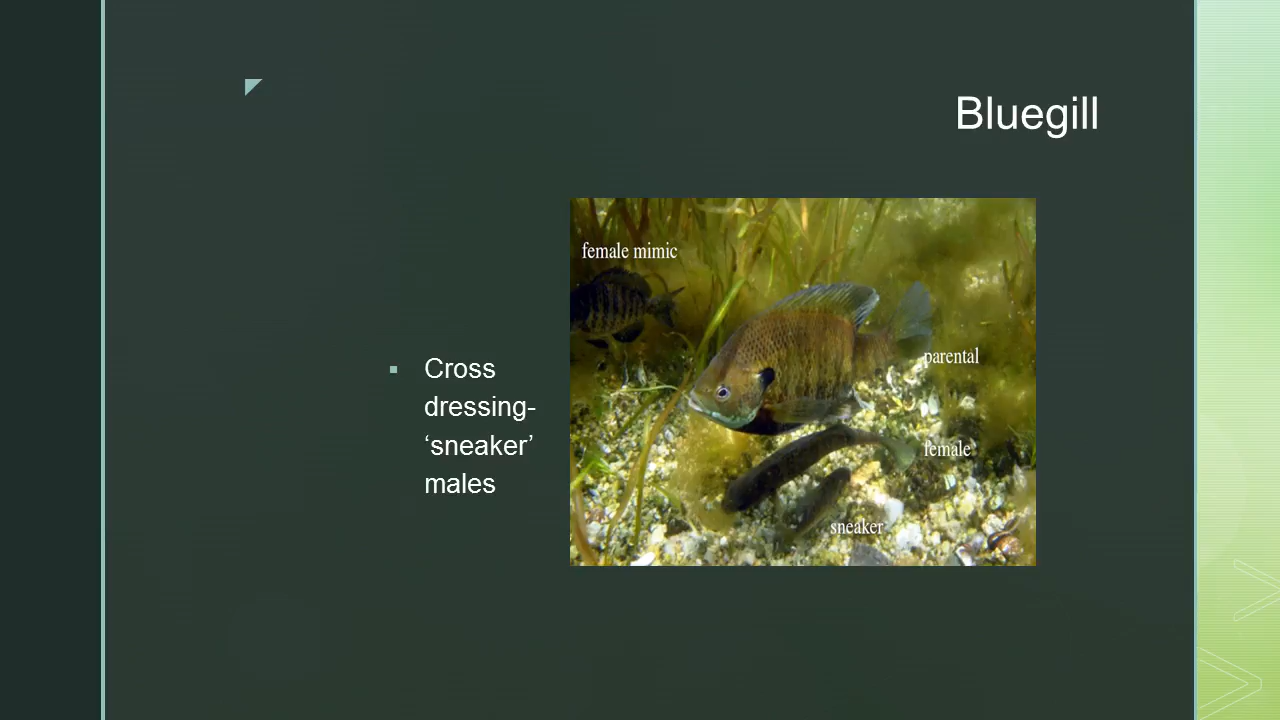 Bluegill
Cross
dressing-
‘sneaker’
males
female mimic
parental
female
sneaker